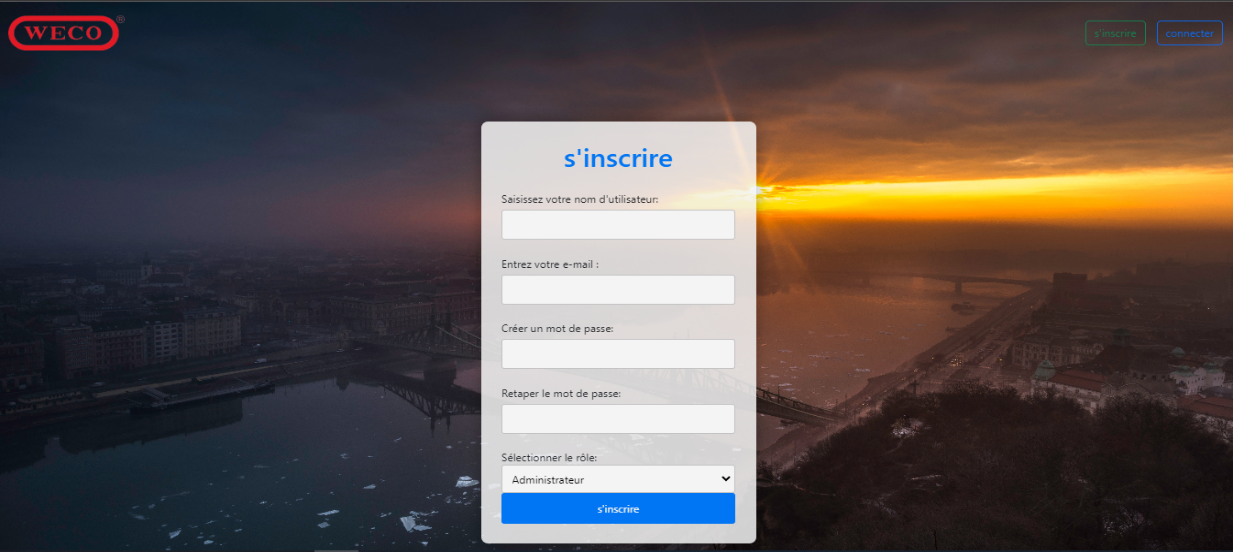 WECO®
s'inscrire
connecter
s'inscrire
Saisissez votre nom d'utilisateur:
Entrez votre e-mail :
Créer un mot de passe:
Retaper le mot de passe:
Sélectionner le rôle:
Administrateur
s'inscrire